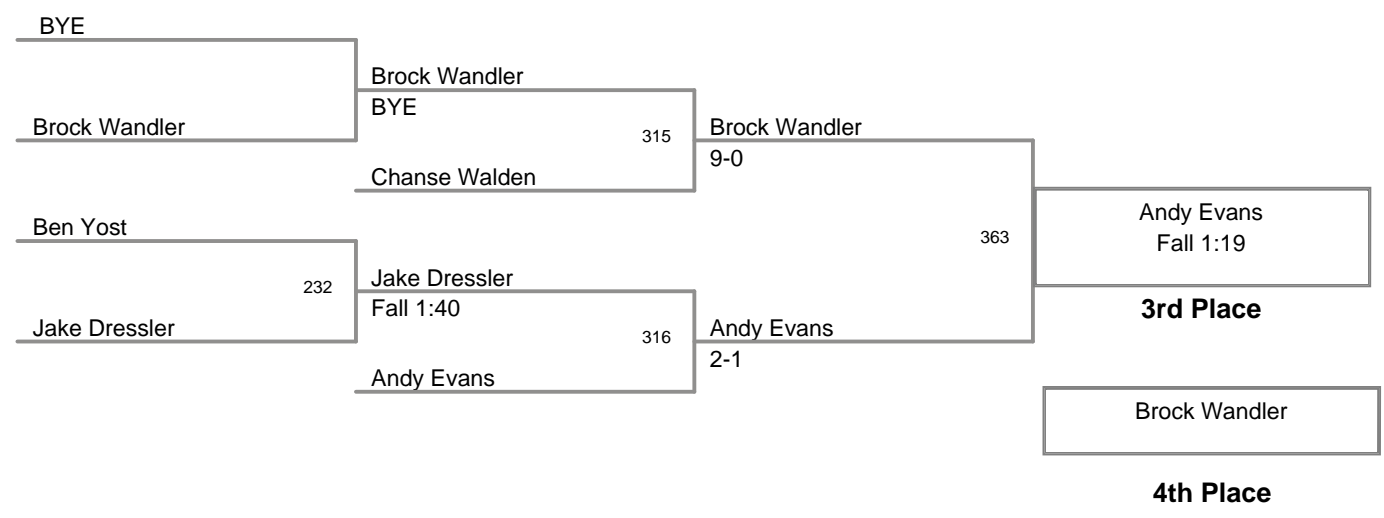 BYE
Brock Wandler
Brock Wandler
BYE
315
Brock Wandler
9-0
Chanse Walden
Ben Yost
232
Jake Dressler
Jake Dressler
Fall 1:40
316
Andy Evans
2-1
Andy Evans
363
Andy Evans
Fall 1:19
3rd Place
Brock Wandler
4th Place